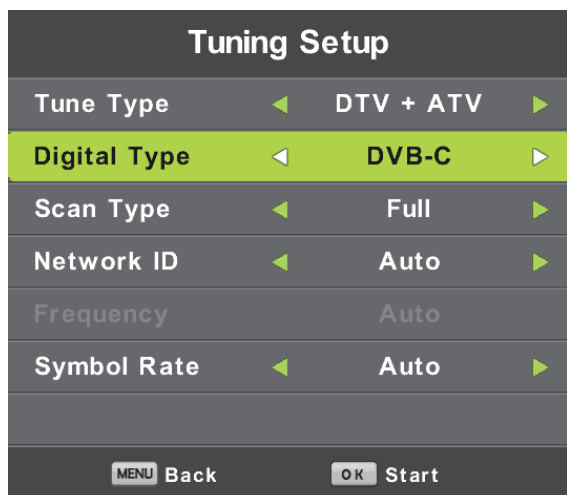 Tuning Setup
Tune Type DTV + ATV
Digital Type DVB-C
Scan Type Full
Network ID Auto
Frequency Auto
Symbol Rate Auto
MENU Back OK Start